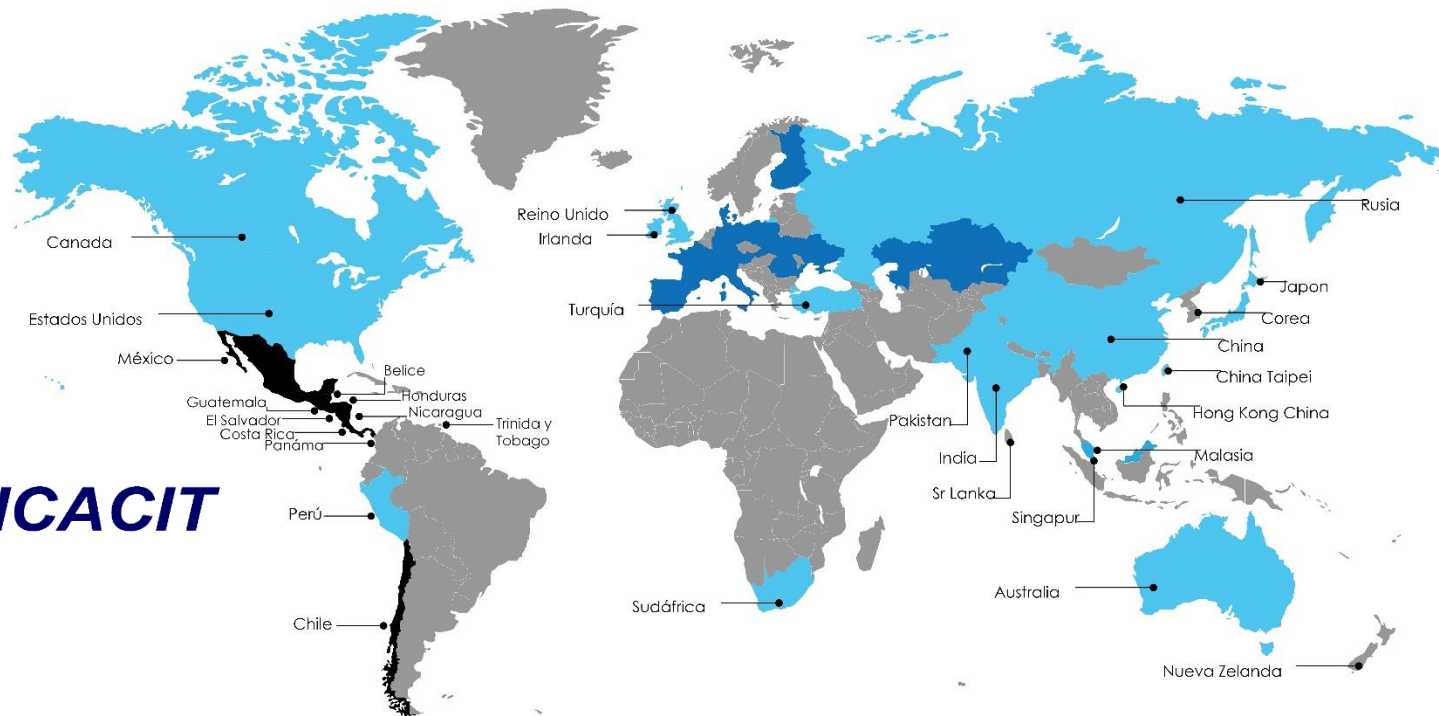 Canada
Estados Unidos
México
Guatemala
El Salvador
Costa Rica
Panáma
Belice
Honduras
Nicaragua
Trinida y
Tobago
ICACIT
Perú
Chile
Reino Unido
Irlanda
Turquía
Sudáfrica
Rusia
Japon
Corea
China
China Taipei
Hong Kong China
Pakistan
India
Sr Lanka
Malasia
Singapur
Australia
Nueva Zelanda